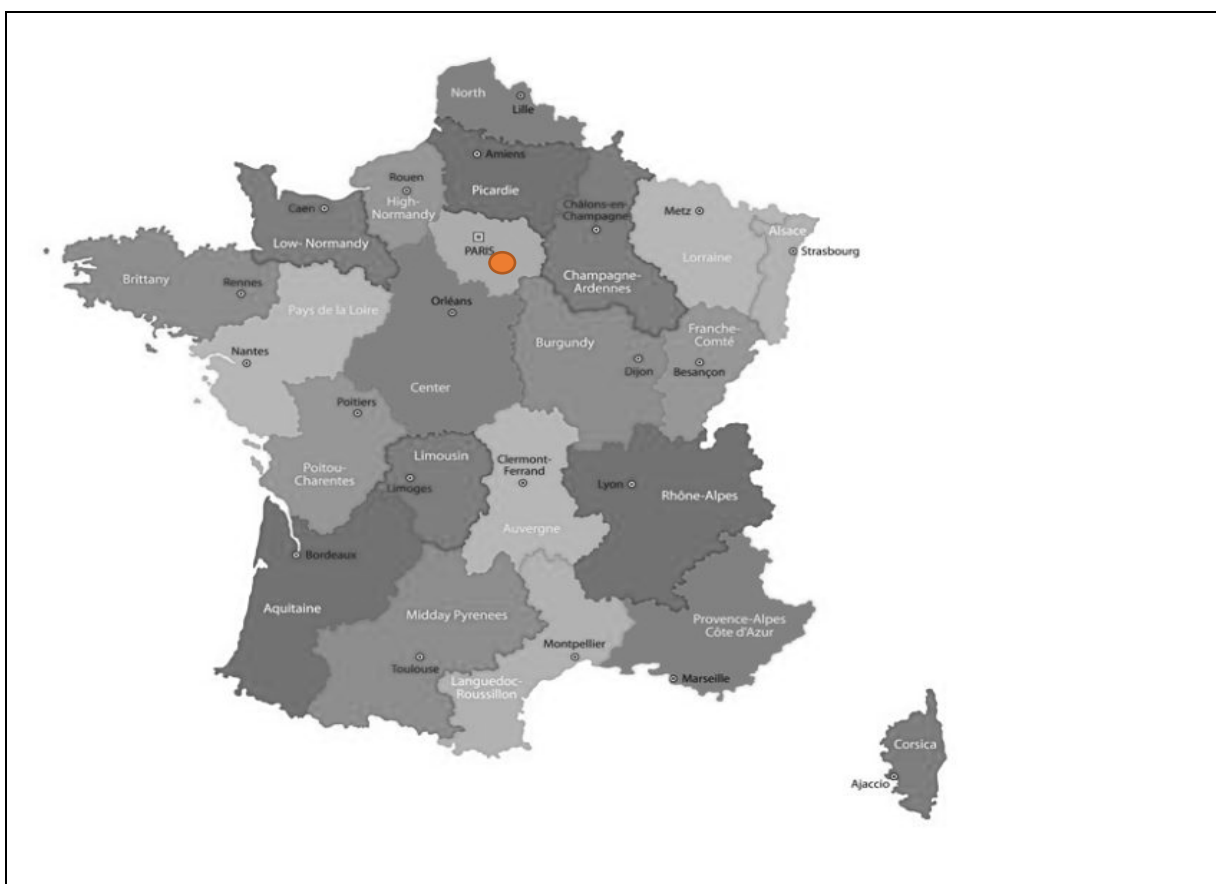 North
Lille
Amiens
Picardie
Rouen
High-
Normandy
Caen
Low- Normandy
PARIS
Châlons-en-
Champagne
Champagne-
Ardennes
Metz
Lorraine
Alsace
Strasbourg
Brittany
Rennes
Pays de la Loire
Nantes
Orléans
Center
Burgundy
Dijon
Franche-
Comté
Besançon
Poitiers
Poitou-
Charentes
Limousin
Limoges
Clermont-
Ferrand
Auvergne
Lyon
Rhône-Alpes
Bordeaux
Aquitaine
Midday Pyrenees
Toulouse
Montpellier
Languedoc-
Roussillon
Provence-Alpes
Côte d'Azur
Marseille
Corsica
Ajaccio